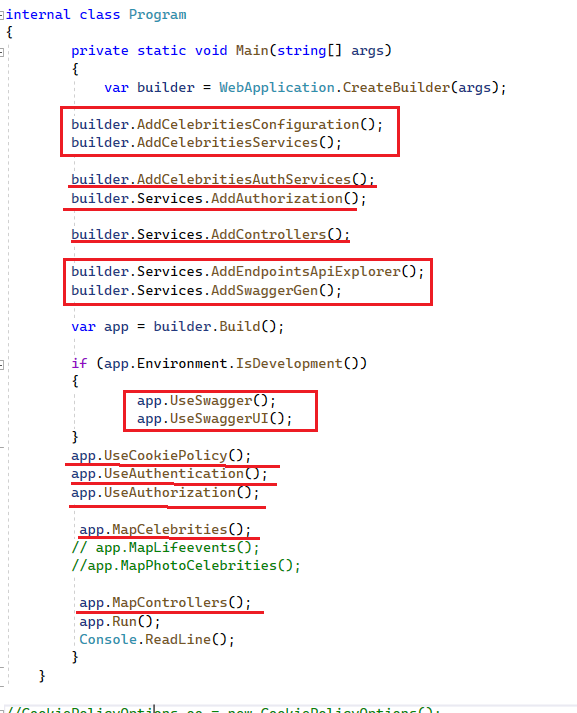 internal class Program
{
private static void Main(string[] args)
{
var builder = WebApplication.CreateBuilder(args);
builder.AddCelebritiesConfiguration();
builder.AddCelebritiesServices();
builder.AddCelebritiesAuthServices();
builder.Services.AddAuthorization();
builder.Services.AddControllers();
builder.Services.AddEndpointsApiExplorer();
builder.Services.AddSwaggerGen();
var app = builder.Build();
if (app.Environment.IsDevelopment())
{
app.UseSwagger();
app.UseSwaggerUI();
}
app.UseCookiePolicy();
app.UseAuthentication();
app.UseAuthorization();
app.MapCelebrities();
// app.MapLifeevents();
//app.MapPhotoCelebrities();
app.MapControllers();
app.Run();
Console.ReadLine();
}
}
//CookiePolicyOptions = new CookiePolicyOptions();